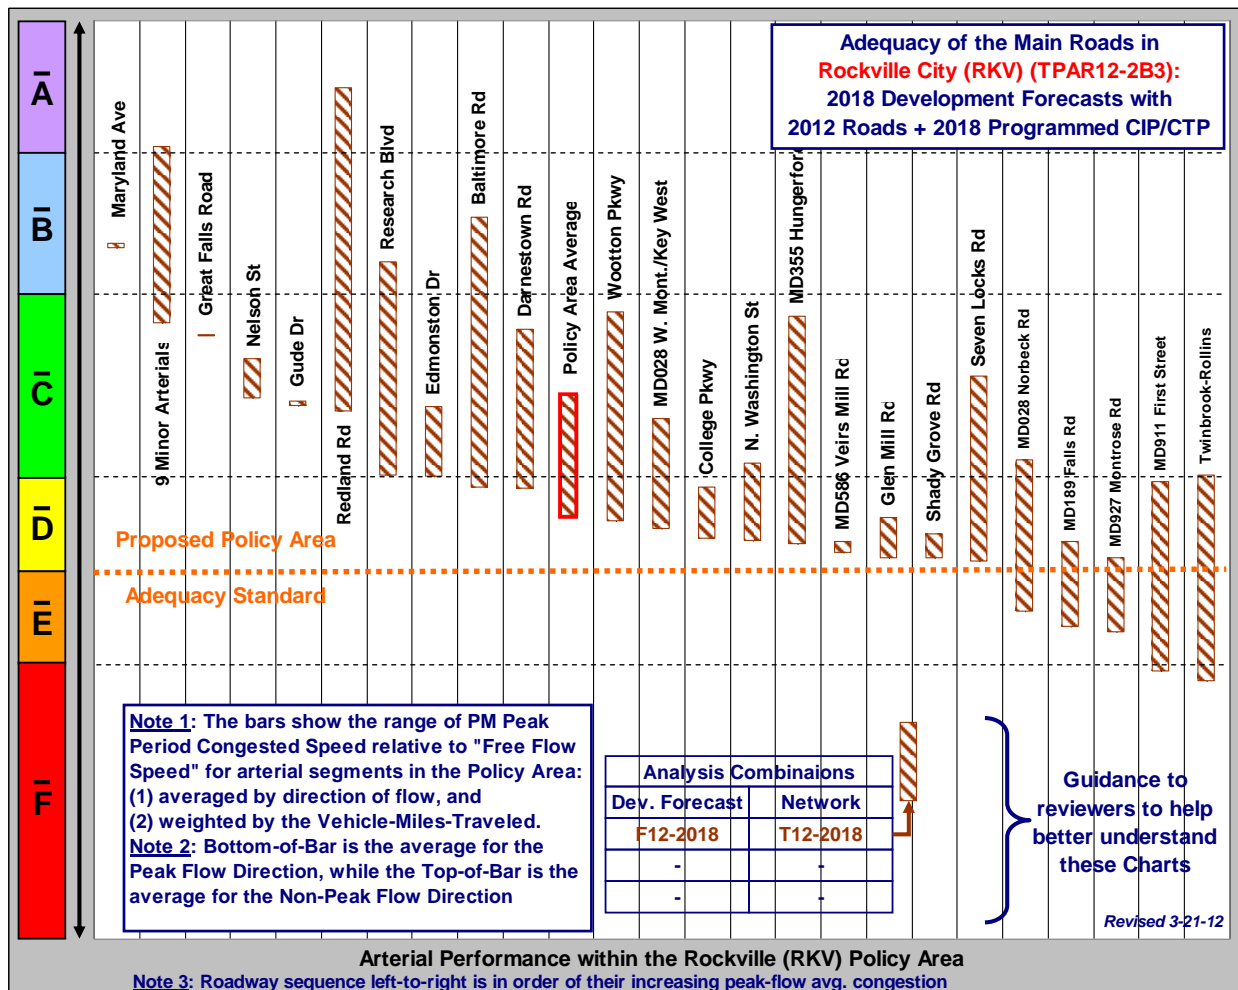 Adequacy of the Main Roads in
Rockville City (RKV) (TPAR12-2B3):
2018 Development Forecasts with
2012 Roads + 2018 Programmed CIP/CTP
A
B
C
D
E
F
Maryland Ave
9 Minor Arterials
Great Falls Road
Nelson St
Gude Dr
Redland Rd
Research Blvd
Edmonston Dr
Baltimore Rd
Darnestown Rd
Policy Area Average
Wootton Pkwy
MD028 W. Mont./Key West
College Pkwy
N. Washington St
MD355 Hungerford
MD586 Veirs Mill Rd
Glen Mill Rd
Shady Grove Rd
Seven Locks Rd
MD028 Norbeck Rd
MD189 Falls Rd
MD927 Montrose Rd
MD911 First Street
Twinbrook-Rollins
Proposed Policy Area
Adequacy Standard
Note 1: The bars show the range of PM Peak
Period Congested Speed relative to "Free Flow
Speed" for arterial segments in the Policy Area:
(1) averaged by direction of flow, and
(2) weighted by the Vehicle-Miles-Traveled.
Note 2: Bottom-of-Bar is the average for the
Peak Flow Direction, while the Top-of-Bar is the
average for the Non-Peak Flow Direction
Analysis Combinaions
Dev. Forecast Network
F12-2018 T12-2018
- -
- -
Guidance to
reviewers to help
better understand
these Charts
Revised 3-21-12
Arterial Performance within the Rockville (RKV) Policy Area
Note 3: Roadway sequence left-to-right is in order of their increasing peak-flow avg. congestion